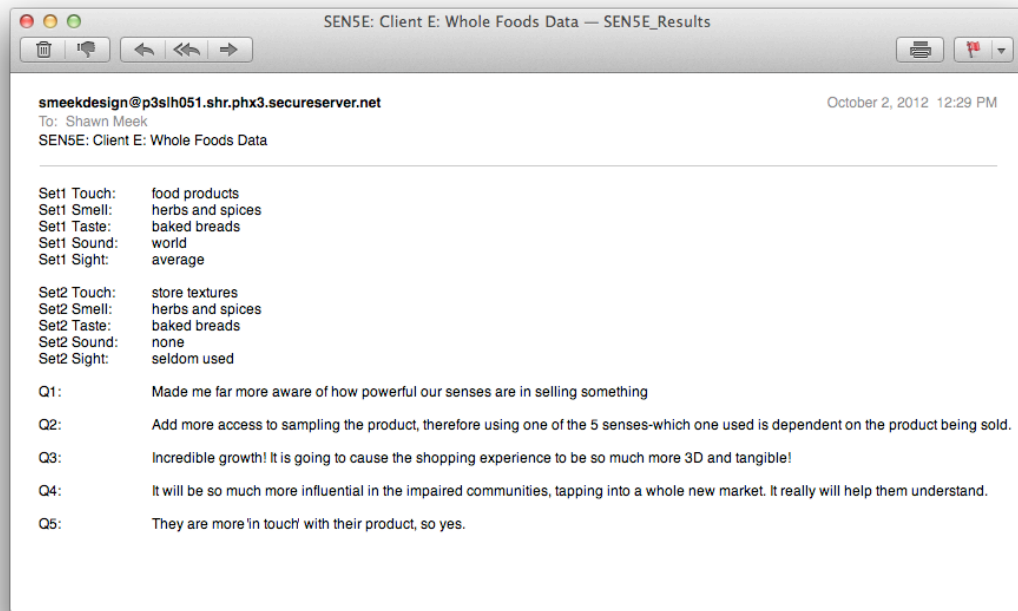 SEN5E: Client E: Whole Foods Data — SEN5E_Results
smeekdesign@p3slh051.shr.phx3.secureserver.net October 2, 2012 12:29 PM
To: Shawn Meek
SEN5E: Client E: Whole Foods Data
Set1 Touch: food products
Set1 Smell: herbs and spices
Set1 Taste: baked breads
Set1 Sound: world
Set1 Sight: average
Set2 Touch: store textures
Set2 Smell: herbs and spices
Set2 Taste: baked breads
Set2 Sound: none
Set2 Sight: seldom used
Q1: Made me far more aware of how powerful our senses are in selling something
Q2: Add more access to sampling the product, therefore using one of the 5 senses-which one used is dependent on the product being sold.
Q3: Incredible growth! It is going to cause the shopping experience to be so much more 3D and tangible!
Q4: It will be so much more influential in the impaired communities, tapping into a whole new market. It really will help them understand.
Q5: They are more 'in touch' with their product, so yes.